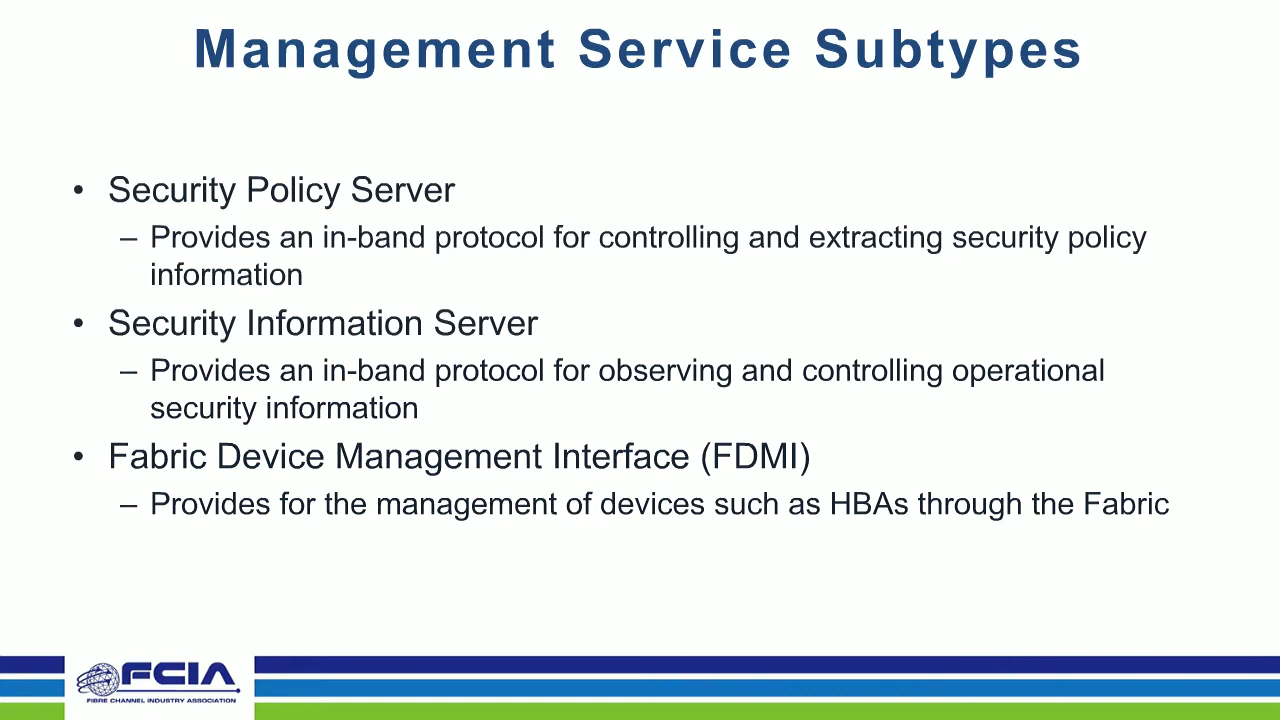 Management Service Subtypes
• Security Policy Server
– Provides an in-band protocol for controlling and extracting security policy
information
• Security Information Server
– Provides an in-band protocol for observing and controlling operational
security information
• Fabric Device Management Interface (FDMI)
– Provides for the management of devices such as HBAs through the Fabric
FCIA
FIBRE CHANNEL INDUSTRY ASSOCIATION